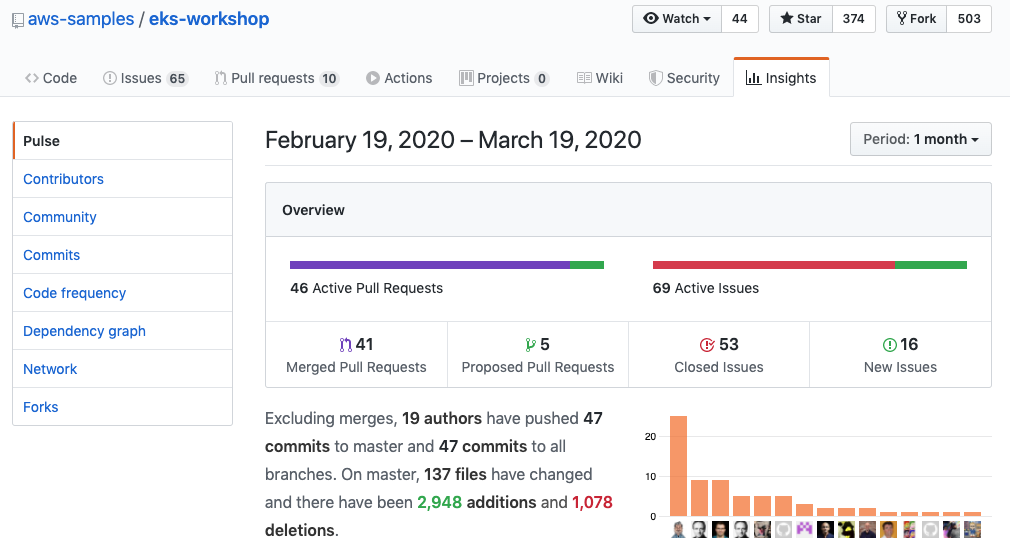 aws-samples / eks-workshop
Watch 44 Star 374 Fork 503
Code Issues 65 Pull requests 10 Actions Projects 0 Wiki Security Insights
Pulse
Contributors
Community
Commits
Code frequency
Dependency graph
Network
Forks
February 19, 2020 – March 19, 2020
Period: 1 month
Overview
46 Active Pull Requests
69 Active Issues
41
Merged Pull Requests
5
Proposed Pull Requests
53
Closed Issues
16
New Issues
Excluding merges, 19 authors have pushed 47
commits to master and 47 commits to all
branches. On master, 137 files have changed
and there have been 2,948 additions and 1,078
deletions.
20
10
0